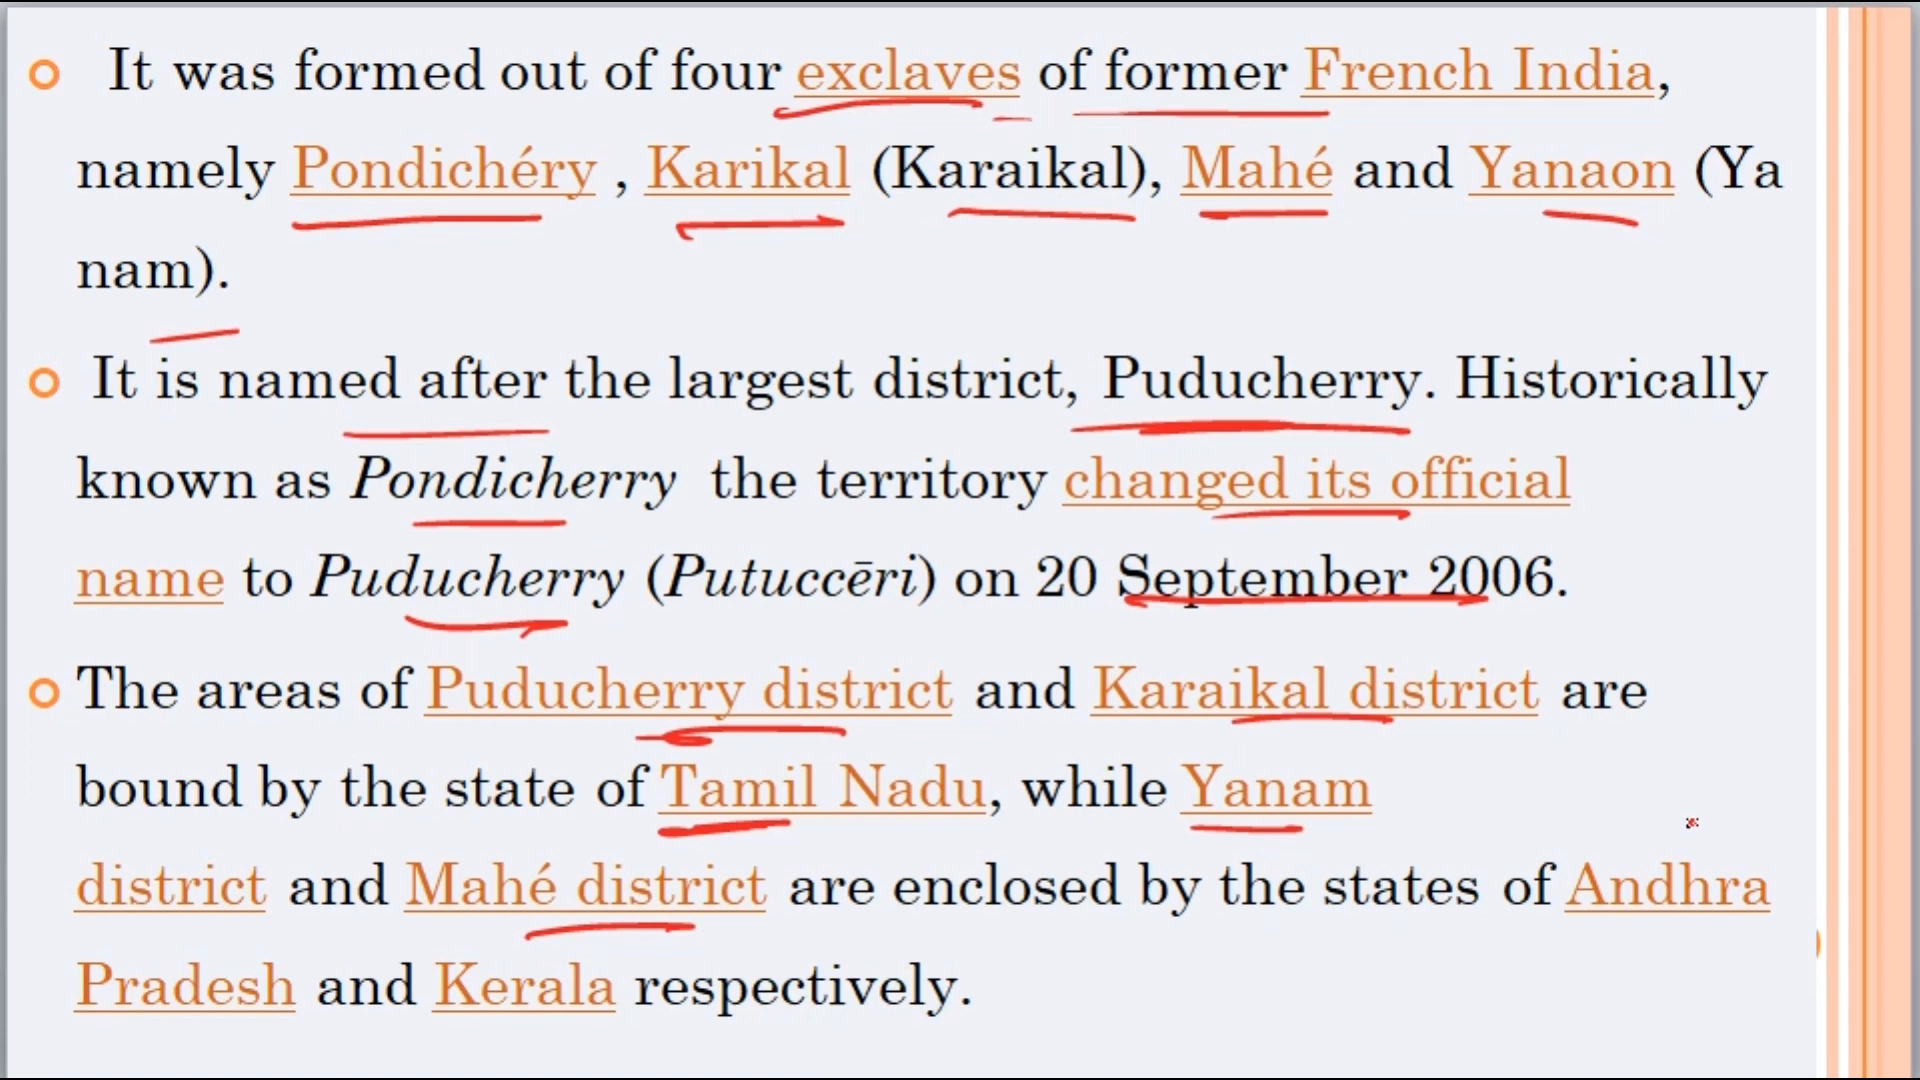 It was formed out of four exclaves of former French India,
namely Pondichéry , Karikal (Karaikal), Mahé and Yanaon (Ya
nam).
It is named after the largest district, Puducherry. Historically
known as Pondicherry the territory changed its official
name to Puducherry (Putuccēri) on 20 September 2006.
The areas of Puducherry district and Karaikal district are
bound by the state of Tamil Nadu, while Yanam
district and Mahé district are enclosed by the states of Andhra
Pradesh and Kerala respectively.